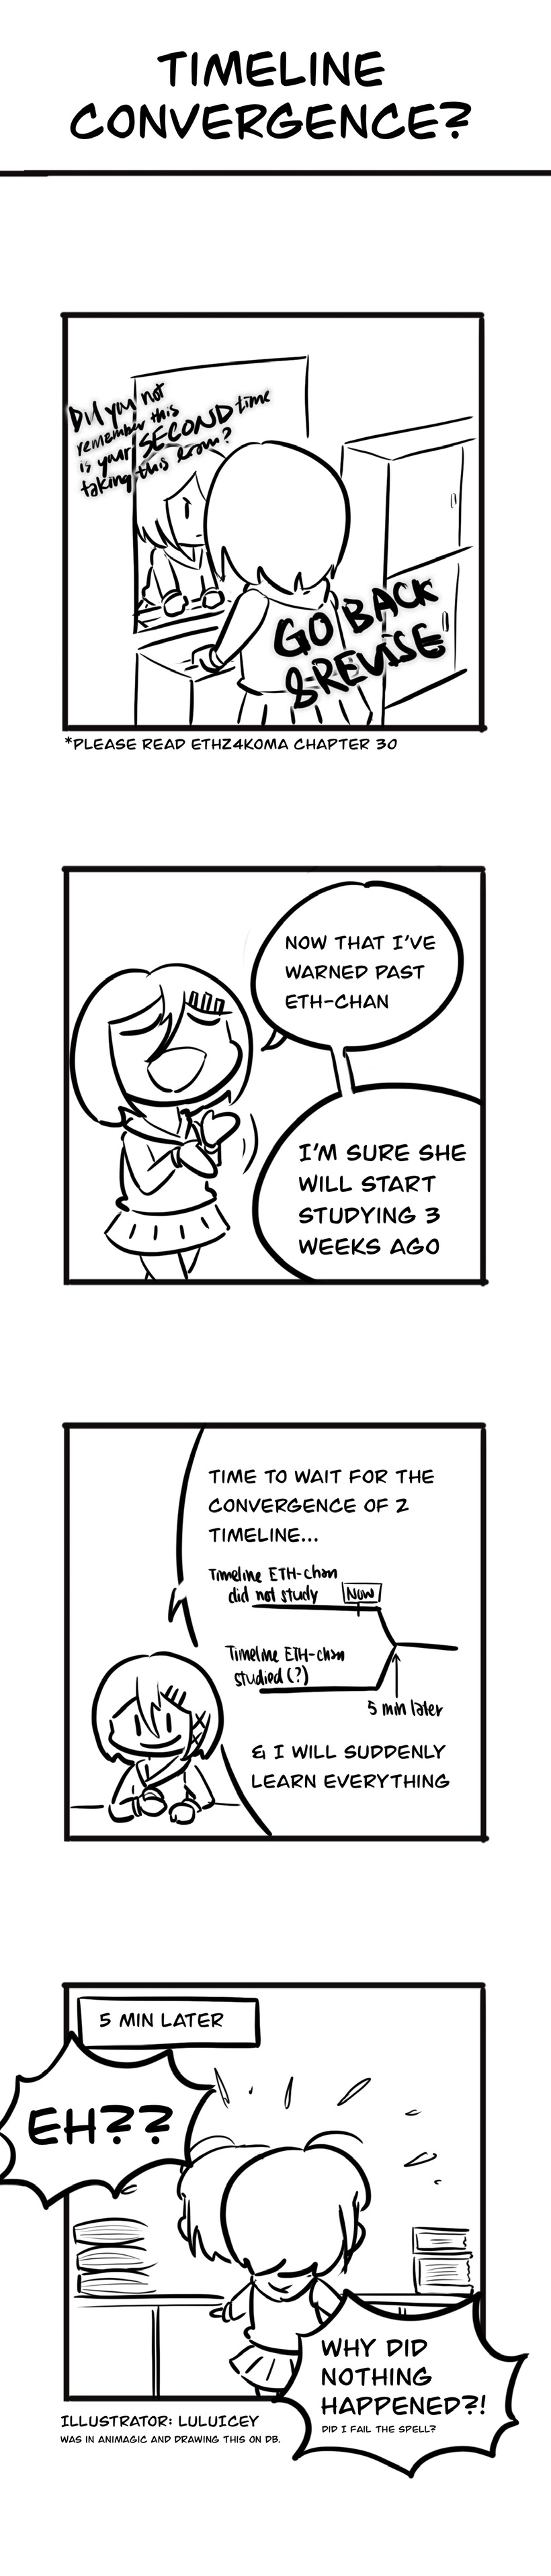 TIMELINE
CONVERGENCE?
Did you not
remember this
is your SECOND time
taking this exam?
GO BACK
& REVISE
*PLEASE READ ETHZ4KOMA CHAPTER 30
NOW THAT I'VE
WARNED PAST
ETH-CHAN
I'M SURE SHE
WILL START
STUDYING 3
WEEKS AGO
TIME TO WAIT FOR THE
CONVERGENCE OF 2
TIMELINE...
Timeline ETH-chan
did not study
Now
Timeline ETH-chan
studied (?)
5 min later
& I WILL SUDDENLY
LEARN EVERYTHING
5 MIN LATER
EH??
WHY DID
NOTHING
HAPPENED?!
DID I FAIL THE SPELL?
ILLUSTRATOR: LULUICEY
WAS IN ANIMAGIC AND DRAWING THIS ON DB.